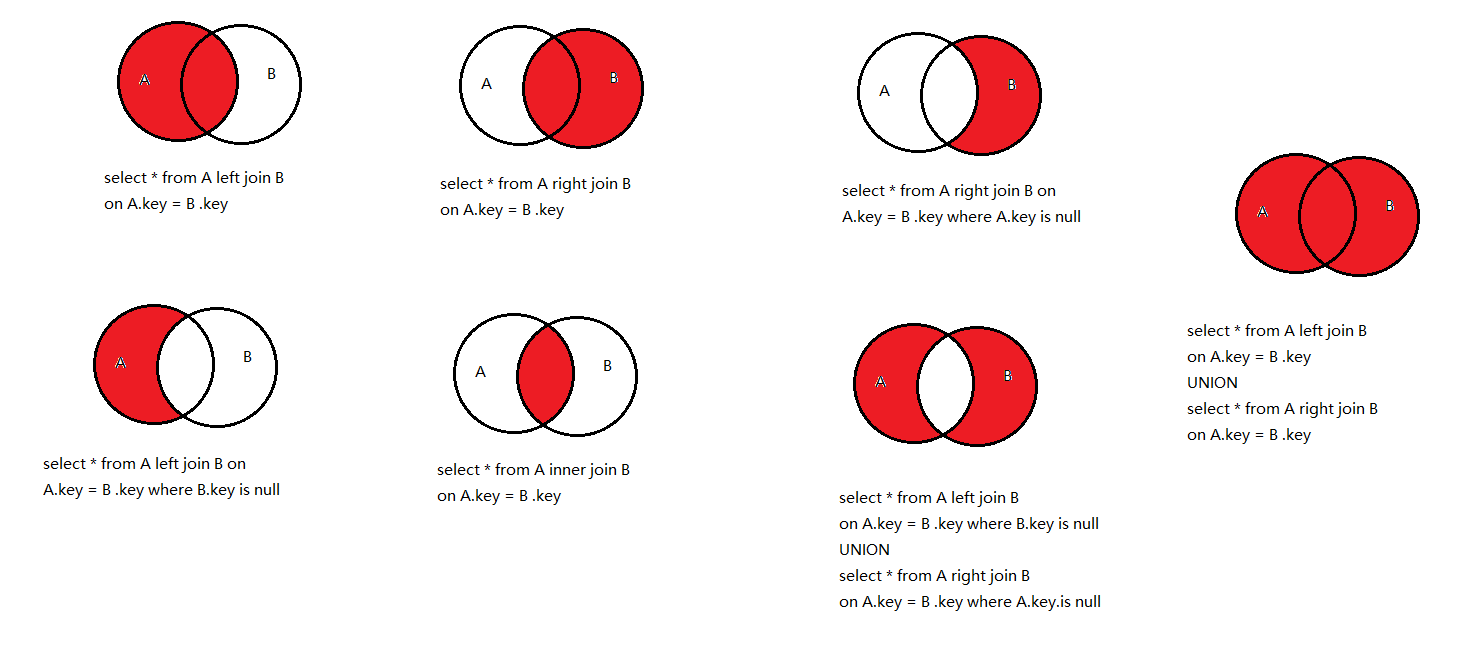 A
B
select * from A left join B
on A.key = B .key
A
B
select * from A right join B
on A.key = B .key
A
B
select * from A right join B on
A.key = B .key where A.key is null
A
B
select * from A left join B
on A.key = B .key
UNION
select * from A right join B
on A.key = B .key
A
B
select * from A left join B on
A.key = B .key where B.key is null
A
B
select * from A inner join B
on A.key = B .key
A
B
select * from A left join B
on A.key = B .key where B.key is null
UNION
select * from A right join B
on A.key = B .key where A.key.is null